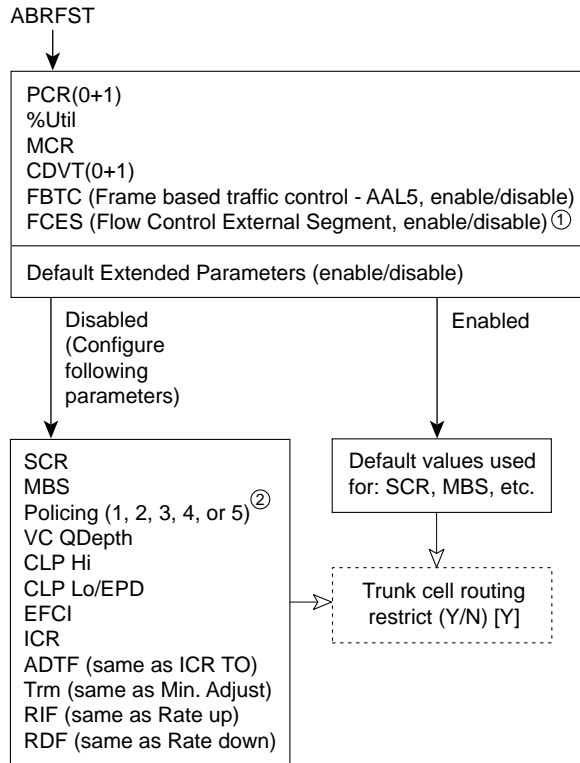 ABRFST
PCR(0+1)
%Util
MCR
CDVT(0+1)
FBTC (Frame based traffic control - AAL5, enable/disable)
FCES (Flow Control External Segment, enable/disable) ①
Default Extended Parameters (enable/disable)
Disabled
(Configure
following
parameters)
Enabled
SCR
MBS
Policing (1, 2, 3, 4, or 5) ②
VC QDepth
CLP Hi
CLP Lo/EPD
EFCI
ICR
ADTF (same as ICR TO)
Trm (same as Min. Adjust)
RIF (same as Rate up)
RDF (same as Rate down)
Default values used
for: SCR, MBS, etc.
Trunk cell routing
restrict (Y/N) [Y]